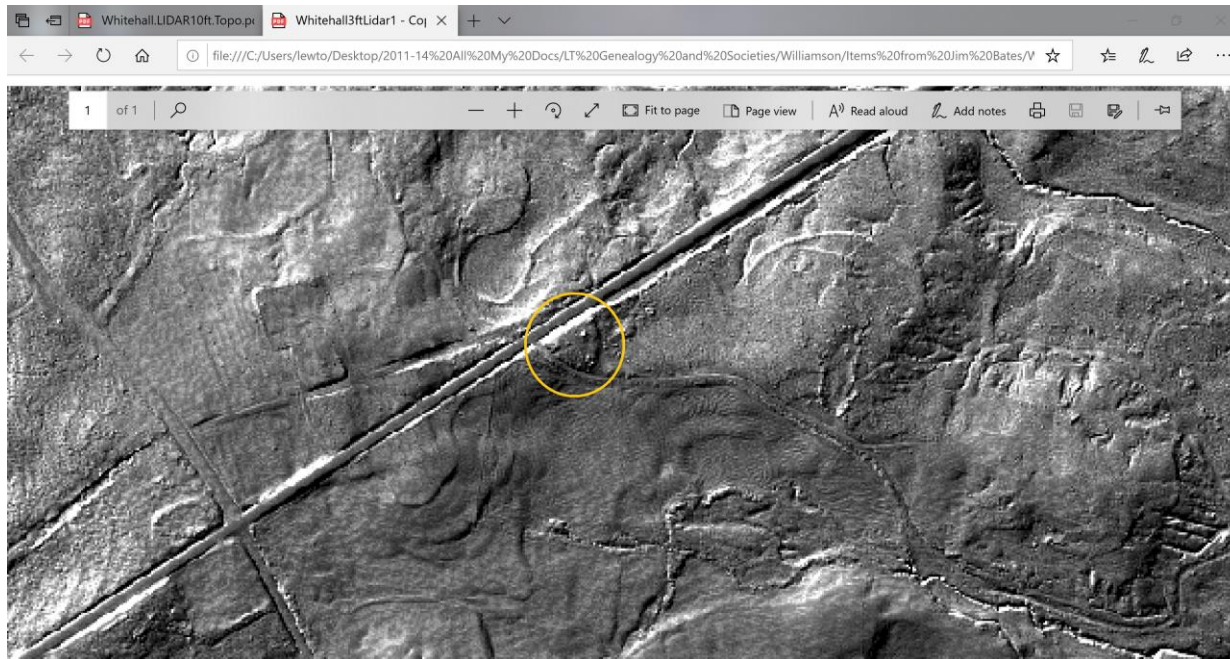 Whitehall.LIDAR10ft.Topo.p
Whitehall3ftLidar1 - Cop
file:///C:/Users/lewto/Desktop/2011-14%20All%20My%20Docs/LT%20Genealogy%20and%20Societies/Williamson/Items%20from%20Jim%20Bates/W
1 of 1 Fit to page Page view Read aloud Add notes